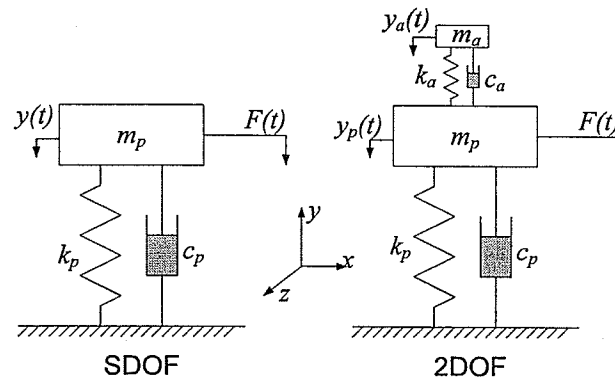 y(t)
m_p
F(t)
k_p
c_p
SDOF
y
x
z
y_a(t)
m_a
k_a
c_a
y_p(t)
m_p
F(t)
k_p
c_p
2DOF